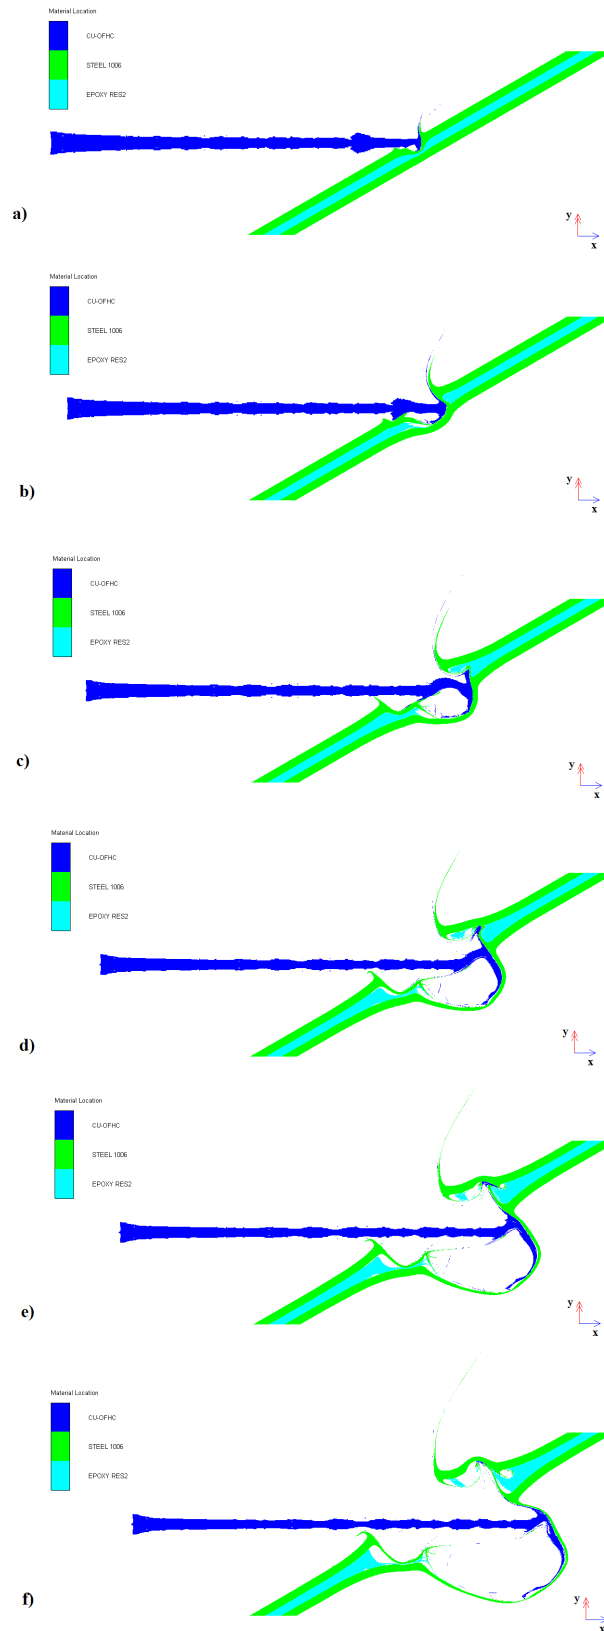 Material Location
CU-OFHC
STEEL 1006
EPOXY RES2
a)
y
x
Material Location
CU-OFHC
STEEL 1006
EPOXY RES2
b)
y
x
Material Location
CU-OFHC
STEEL 1006
EPOXY RES2
c)
y
x
Material Location
CU-OFHC
STEEL 1006
EPOXY RES2
d)
y
x
Material Location
CU-OFHC
STEEL 1006
EPOXY RES2
e)
y
x
Material Location
CU-OFHC
STEEL 1006
EPOXY RES2
f)
y
x